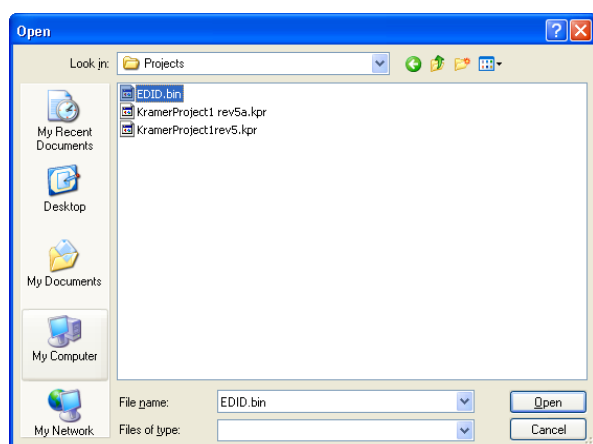 Open
Look in:
Projects
EDID.bin
KramerProject1 rev5a.kpr
KramerProject1rev5.kpr
My Recent
Documents
Desktop
My Documents
My Computer
My Network
File name:
EDID.bin
Open
Files of type:
Cancel